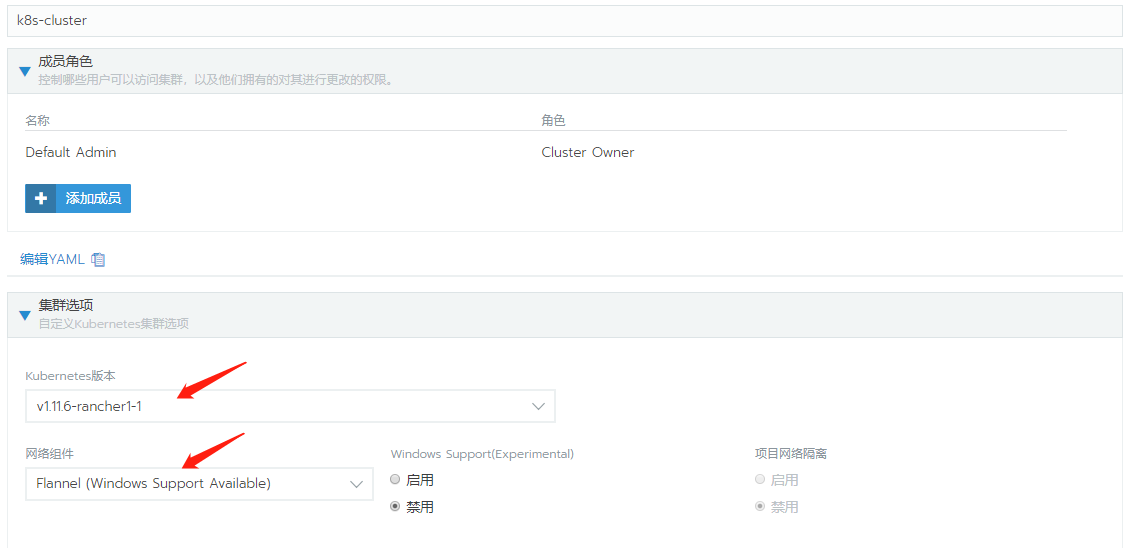 k8s-cluster
成员角色
控制哪些用户可以访问集群，以及他们拥有的对其进行更改的权限。
名称 角色
Default Admin Cluster Owner
添加成员
编辑YAML
集群选项
自定义Kubernetes集群选项
Kubernetes版本
v1.11.6-rancher1-1
网络组件 Windows Support(Experimental) 项目网络隔离
Flannel (Windows Support Available) 启用 启用
禁用 禁用